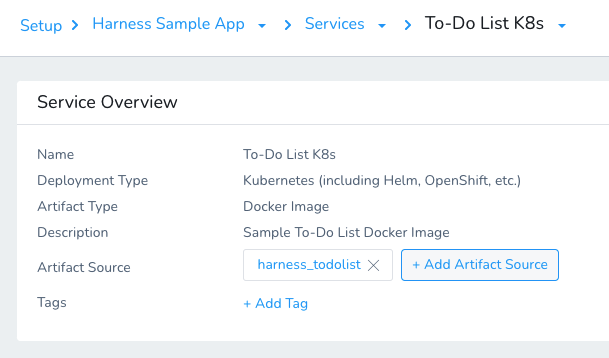 Setup > Harness Sample App > Services > To-Do List K8s
Service Overview
Name To-Do List K8s
Deployment Type Kubernetes (including Helm, OpenShift, etc.)
Artifact Type Docker Image
Description Sample To-Do List Docker Image
Artifact Source harness_todolist + Add Artifact Source
Tags + Add Tag